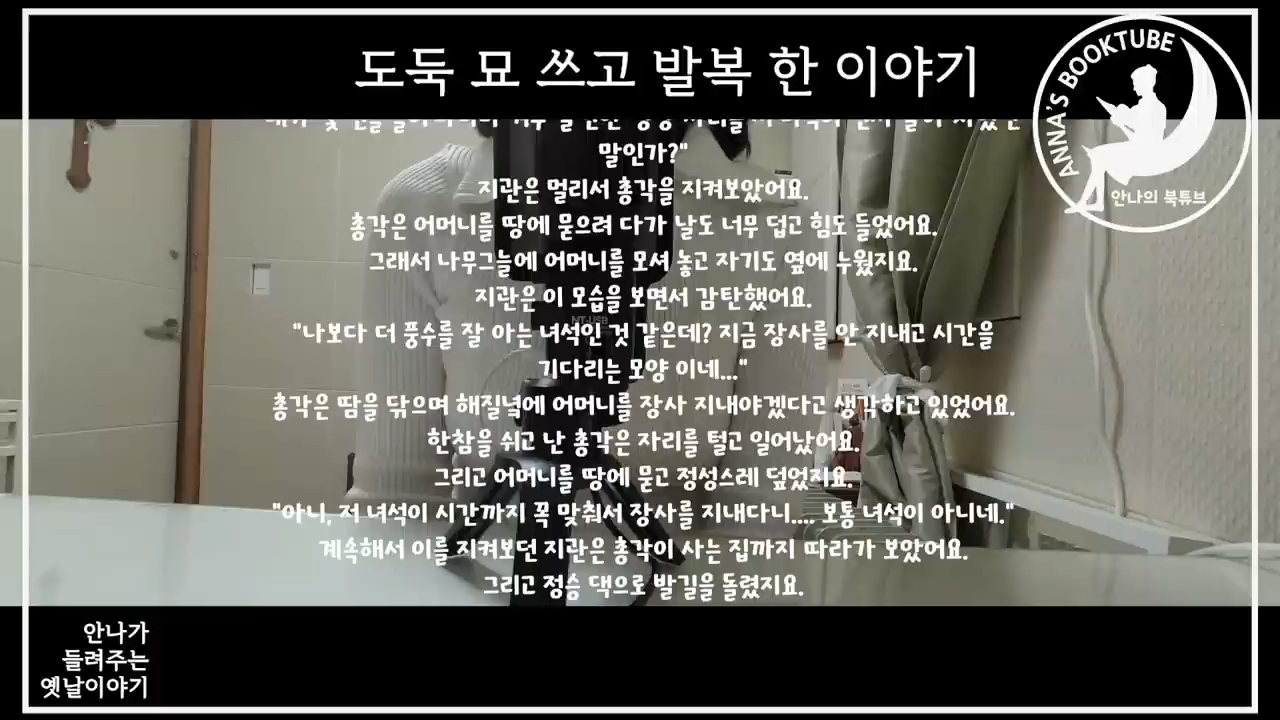 도둑 묘 쓰고 발복 한 이야기
ANNA'S BOOKTUBE
안나의 북튜브
말인가?"
지관은 멀리서 총각을 지켜보았어요.
총각은 어머니를 땅에 묻으려 다가 날도 너무 덥고 힘도 들었어요.
그래서 나무그늘에 어머니를 모셔 놓고 자기도 옆에 누웠지요.
지관은 이 모습을 보면서 감탄했어요.
"나보다 더 풍수를 잘 아는 녀석인 것 같은데? 지금 장사를 안 지내고 시간을
기다리는 모양 이네..."
총각은 땀을 닦으며 해질녘에 어머니를 장사 지내야겠다고 생각하고 있었어요.
한참을 쉬고 난 총각은 자리를 털고 일어났어요.
그리고 어머니를 땅에 묻고 정성스레 덮었지요.
"아니, 저 녀석이 시간까지 꼭 맞춰서 장사를 지내다니.... 보통 녀석이 아니네."
계속해서 이를 지켜보던 지관은 총각이 사는 집까지 따라가 보았어요.
그리고 정승 댁으로 발길을 돌렸지요.
안나가
들려주는
옛날이야기
NT-USB